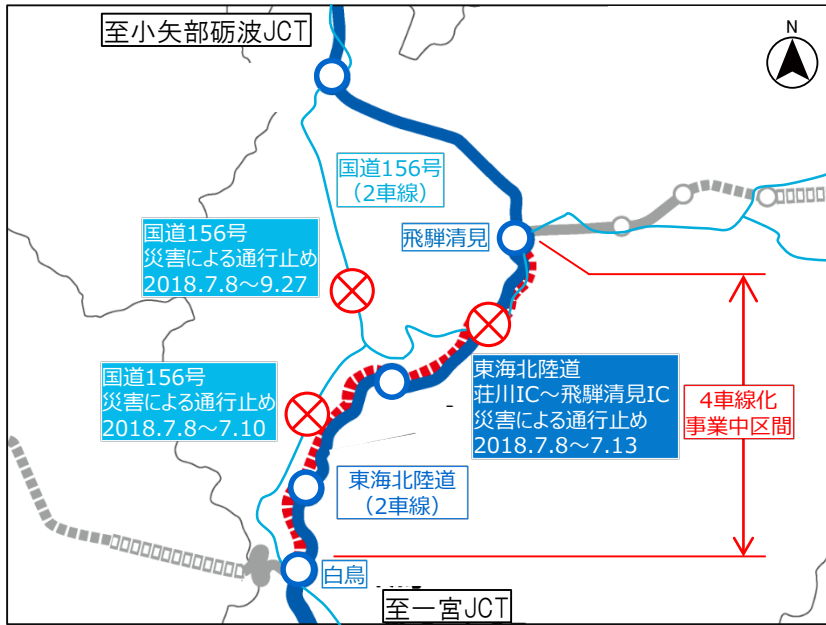 至小矢部砺波JCT
N
国道156号
(2車線)
国道156号
災害による通行止め
2018.7.8～9.27
飛騨清見
国道156号
災害による通行止め
2018.7.8～7.10
東海北陸道
荘川IC～飛騨清見IC
災害による通行止め
2018.7.8～7.13
4車線化
事業中区間
東海北陸道
(2車線)
白鳥
至一宮JCT